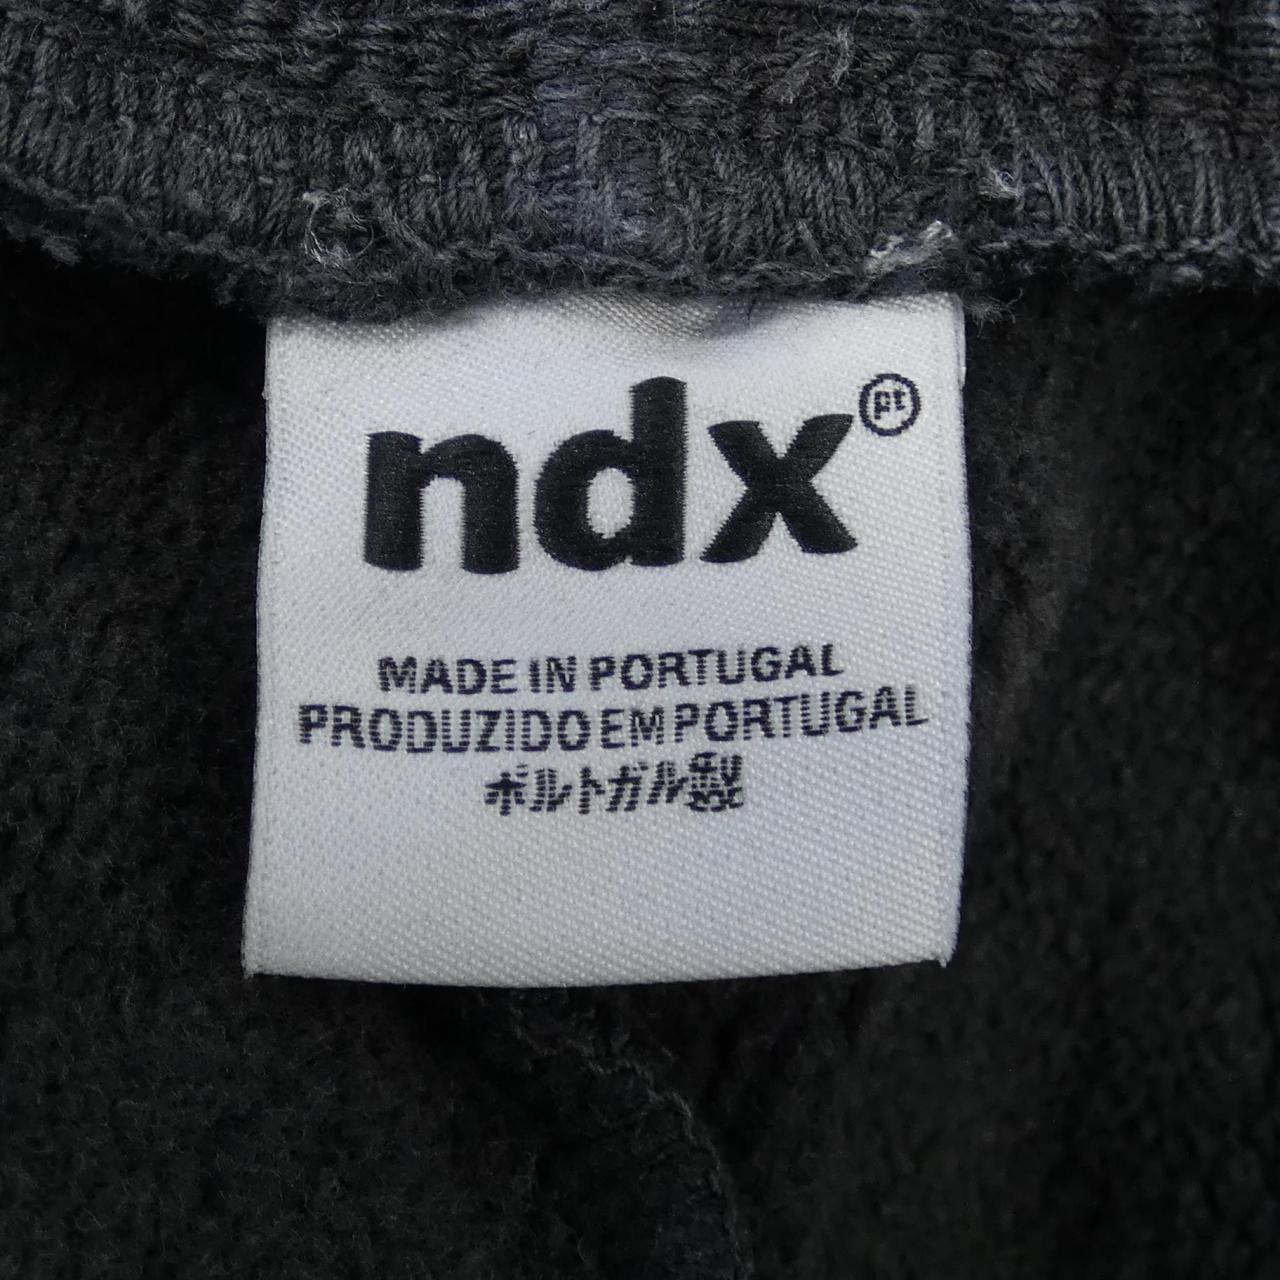 ndx pt
MADE IN PORTUGAL
PRODUZIDO EM PORTUGAL
ポルトガル製